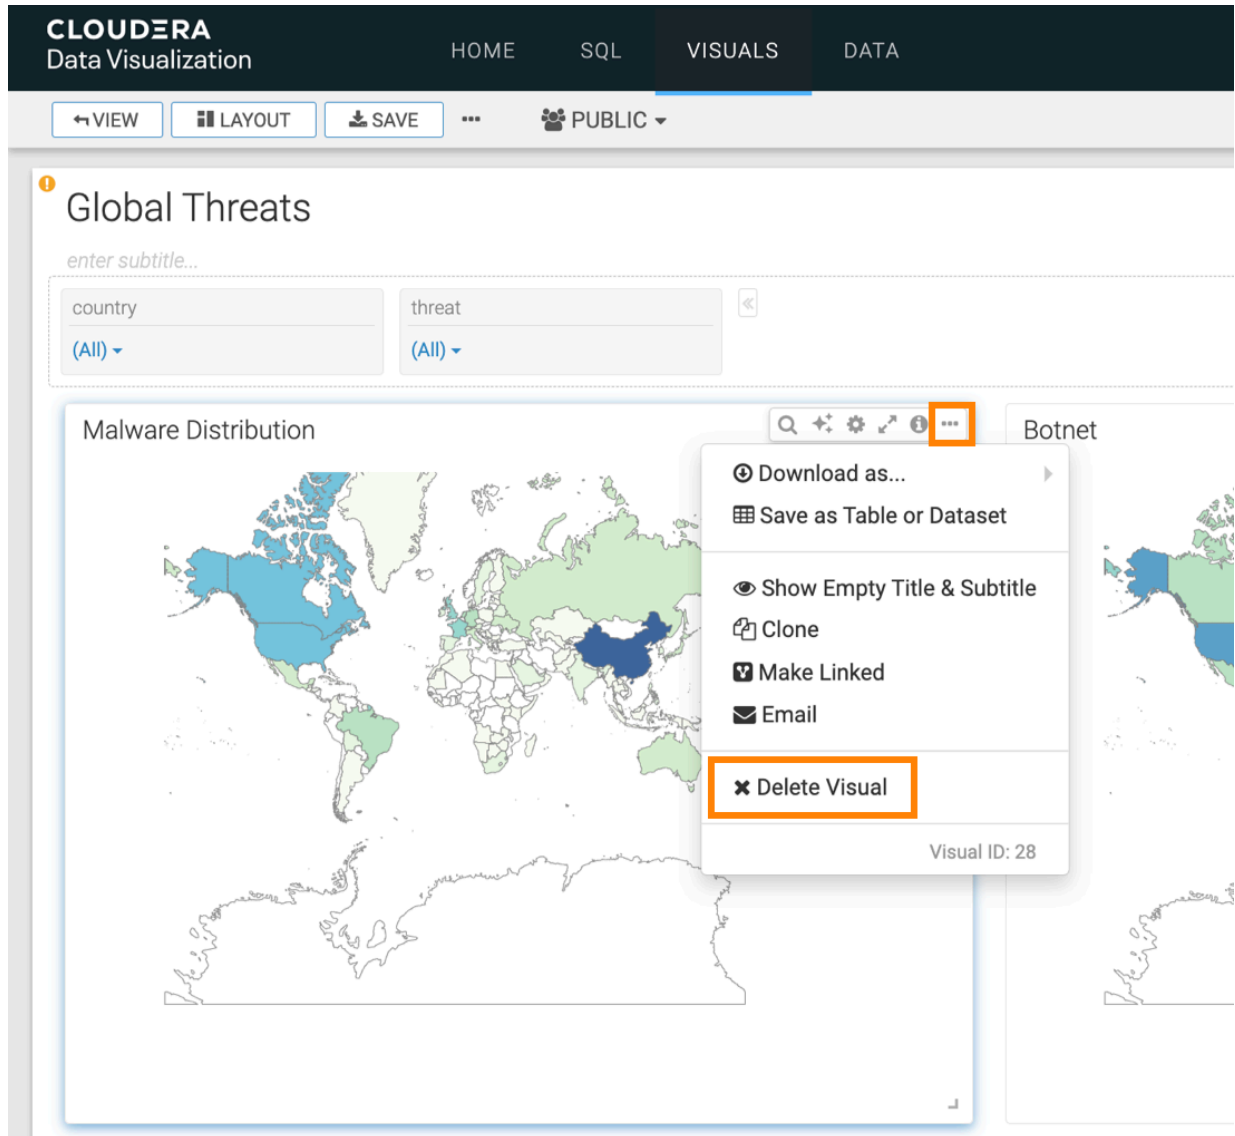 CLOUDERA
Data Visualization
HOME SQL VISUALS DATA
VIEW LAYOUT SAVE PUBLIC
Global Threats
enter subtitle...
country threat
(All) (All)
Malware Distribution
Botnet
Download as...
Save as Table or Dataset
Show Empty Title & Subtitle
Clone
Make Linked
Email
Delete Visual
Visual ID: 28